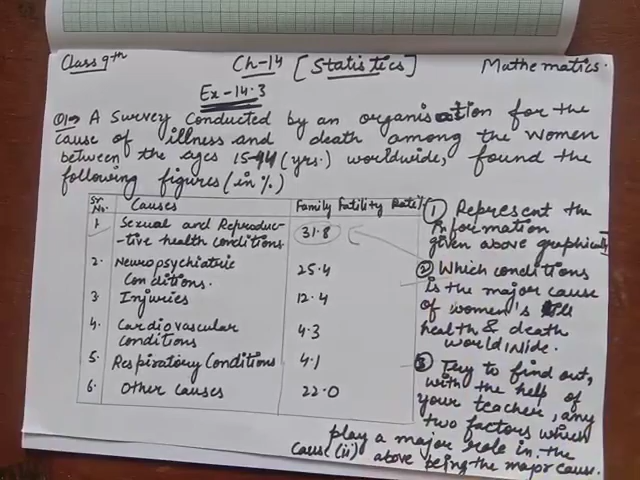 Class 9th Ch-14 [Statistics] Mathematics.
Ex-14.3
Q1⇒ A Survey Conducted by an organisation for the
cause of illness and death among the women
between the ages 15-44 (yrs.) worldwide, found the
following figures (in %)
Sr. No. Causes Family Fatility Rate%
1. Sexual and Reproduc-
-tive health conditions 31.8
2. Neuropsychiatric
Conditions. 25.4
3. Injuries 12.4
4. Cardiovascular
conditions 4.3
5. Respiratory Conditions 4.1
6. Other causes 22.0
① Represent the
information
given above graphically
② Which conditions
is the major cause
of women's ill
health & death
worldwide.
③ Try to find out,
with the help of
your teacher, any
two factors which
play a major role in the
cause (ii) above being the major cause.